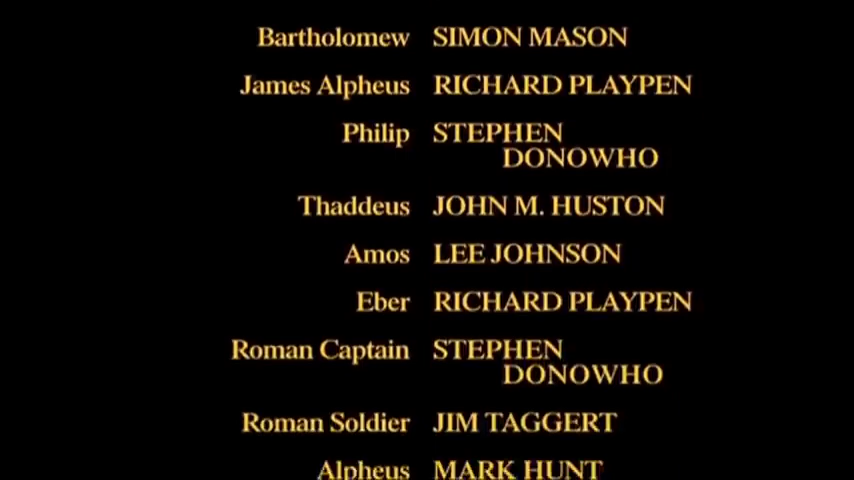 Bartholomew SIMON MASON
James Alpheus RICHARD PLAYPEN
Philip STEPHEN
DONOWHO
Thaddeus JOHN M. HUSTON
Amos LEE JOHNSON
Eber RICHARD PLAYPEN
Roman Captain STEPHEN
DONOWHO
Roman Soldier JIM TAGGERT
Alpheus MARK HUNT